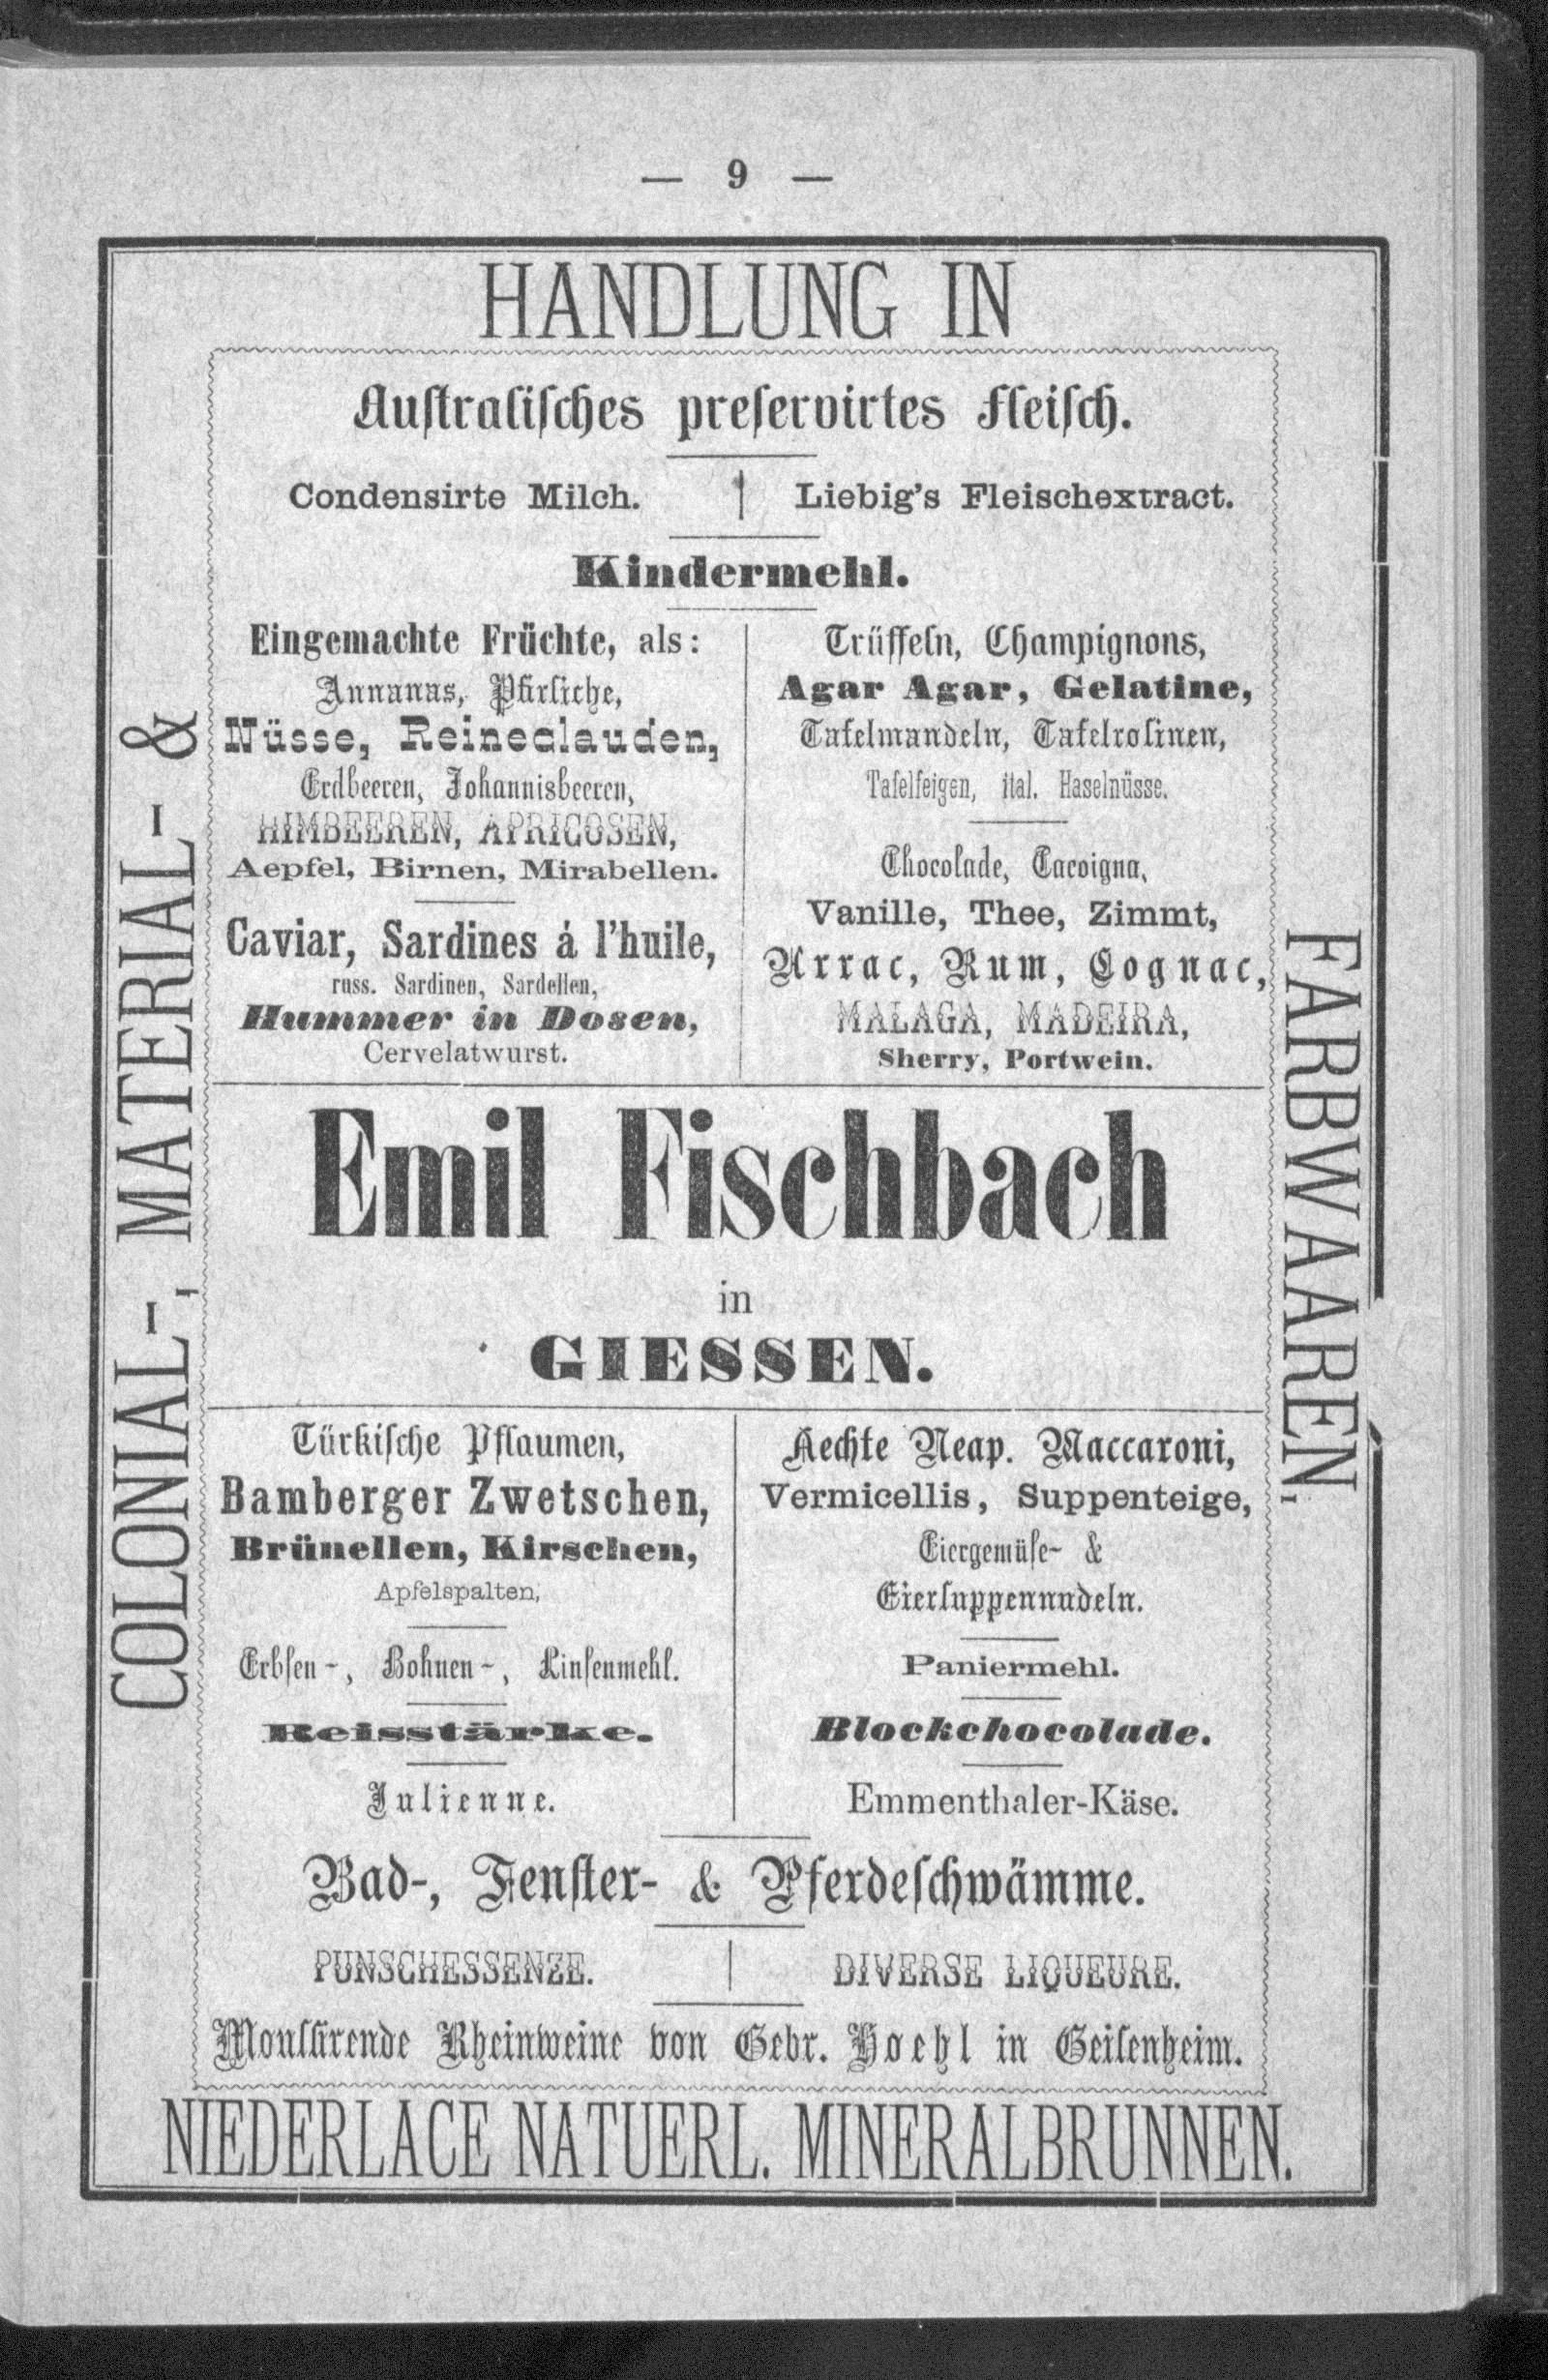 — 9 —
HANDLUNG IN
COLONIAL-, MATERIAL- &
FARBWAAREN.
Auſtraliſches preſervirtes Fleiſch.
Condensirte Milch.
Liebig's Fleischextract.
Kindermehl.
Eingemachte Früchte, als:
Annanas, Pfirſiche,
Nüsse, Reineclauden,
Erdbeeren, Johannisbeeren,
HIMBEEREN, APRICOSEN,
Aepfel, Birnen, Mirabellen.
Caviar, Sardines á l'huile,
russ. Sardinen, Sardellen,
Hummer in Dosen,
Cervelatwurst.
Trüffeln, Champignons,
Agar Agar, Gelatine,
Tafelmandeln, Tafelroſinen,
Tafelfeigen, ital. Haselnüsse.
Chocolade, Cacoigna,
Vanille, Thee, Zimmt,
Arrac, Rum, Cognac,
MALAGA, MADEIRA,
Sherry, Portwein.
Emil Fischbach
in
GIESSEN.
Türkiſche Pflaumen,
Bamberger Zwetschen,
Brünellen, Kirschen,
Apfelspalten,
Erbſen-, Bohnen-, Linſenmehl.
Reisstärke.
Julienne.
Aechte Neap. Maccaroni,
Vermicellis, Suppenteige,
Eiergemüſe- &
Eierſuppennudeln.
Paniermehl.
Blockchocolade.
Emmenthaler-Käse.
Bad-, Fenſter- & Pferdeſchwämme.
PUNSCHESSENZE.
DIVERSE LIQUEURE.
Mouſſirende Rheinweine von Gebr. Hoehl in Geiſenheim.
NIEDERLAGE NATUERL. MINERALBRUNNEN.